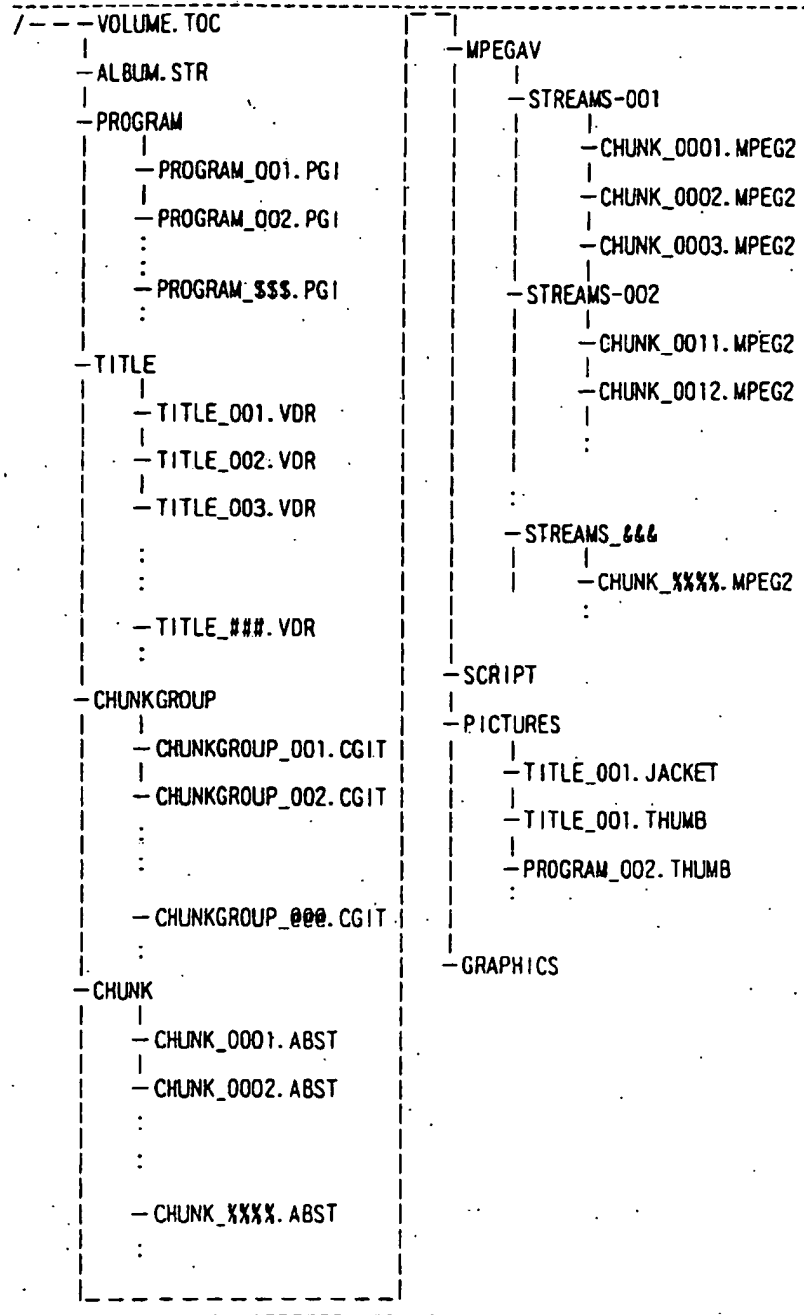 /---VOLUME.TOC
ALBUM.STR
PROGRAM
PROGRAM_001.PGI
PROGRAM_002.PGI
PROGRAM_$$$.PGI
TITLE
TITLE_001.VDR
TITLE_002.VDR
TITLE_003.VDR
TITLE_###.VDR
CHUNKGROUP
CHUNKGROUP_001.CGIT
CHUNKGROUP_002.CGIT
CHUNKGROUP_@@@.CGIT
CHUNK
CHUNK_0001.ABST
CHUNK_0002.ABST
CHUNK_%%%%.ABST
MPEGAV
STREAMS-001
CHUNK_0001.MPEG2
CHUNK_0002.MPEG2
CHUNK_0003.MPEG2
STREAMS-002
CHUNK_0011.MPEG2
CHUNK_0012.MPEG2
STREAMS_&&&
CHUNK_%%%%.MPEG2
SCRIPT
PICTURES
TITLE_001.JACKET
TITLE_001.THUMB
PROGRAM_002.THUMB
GRAPHICS